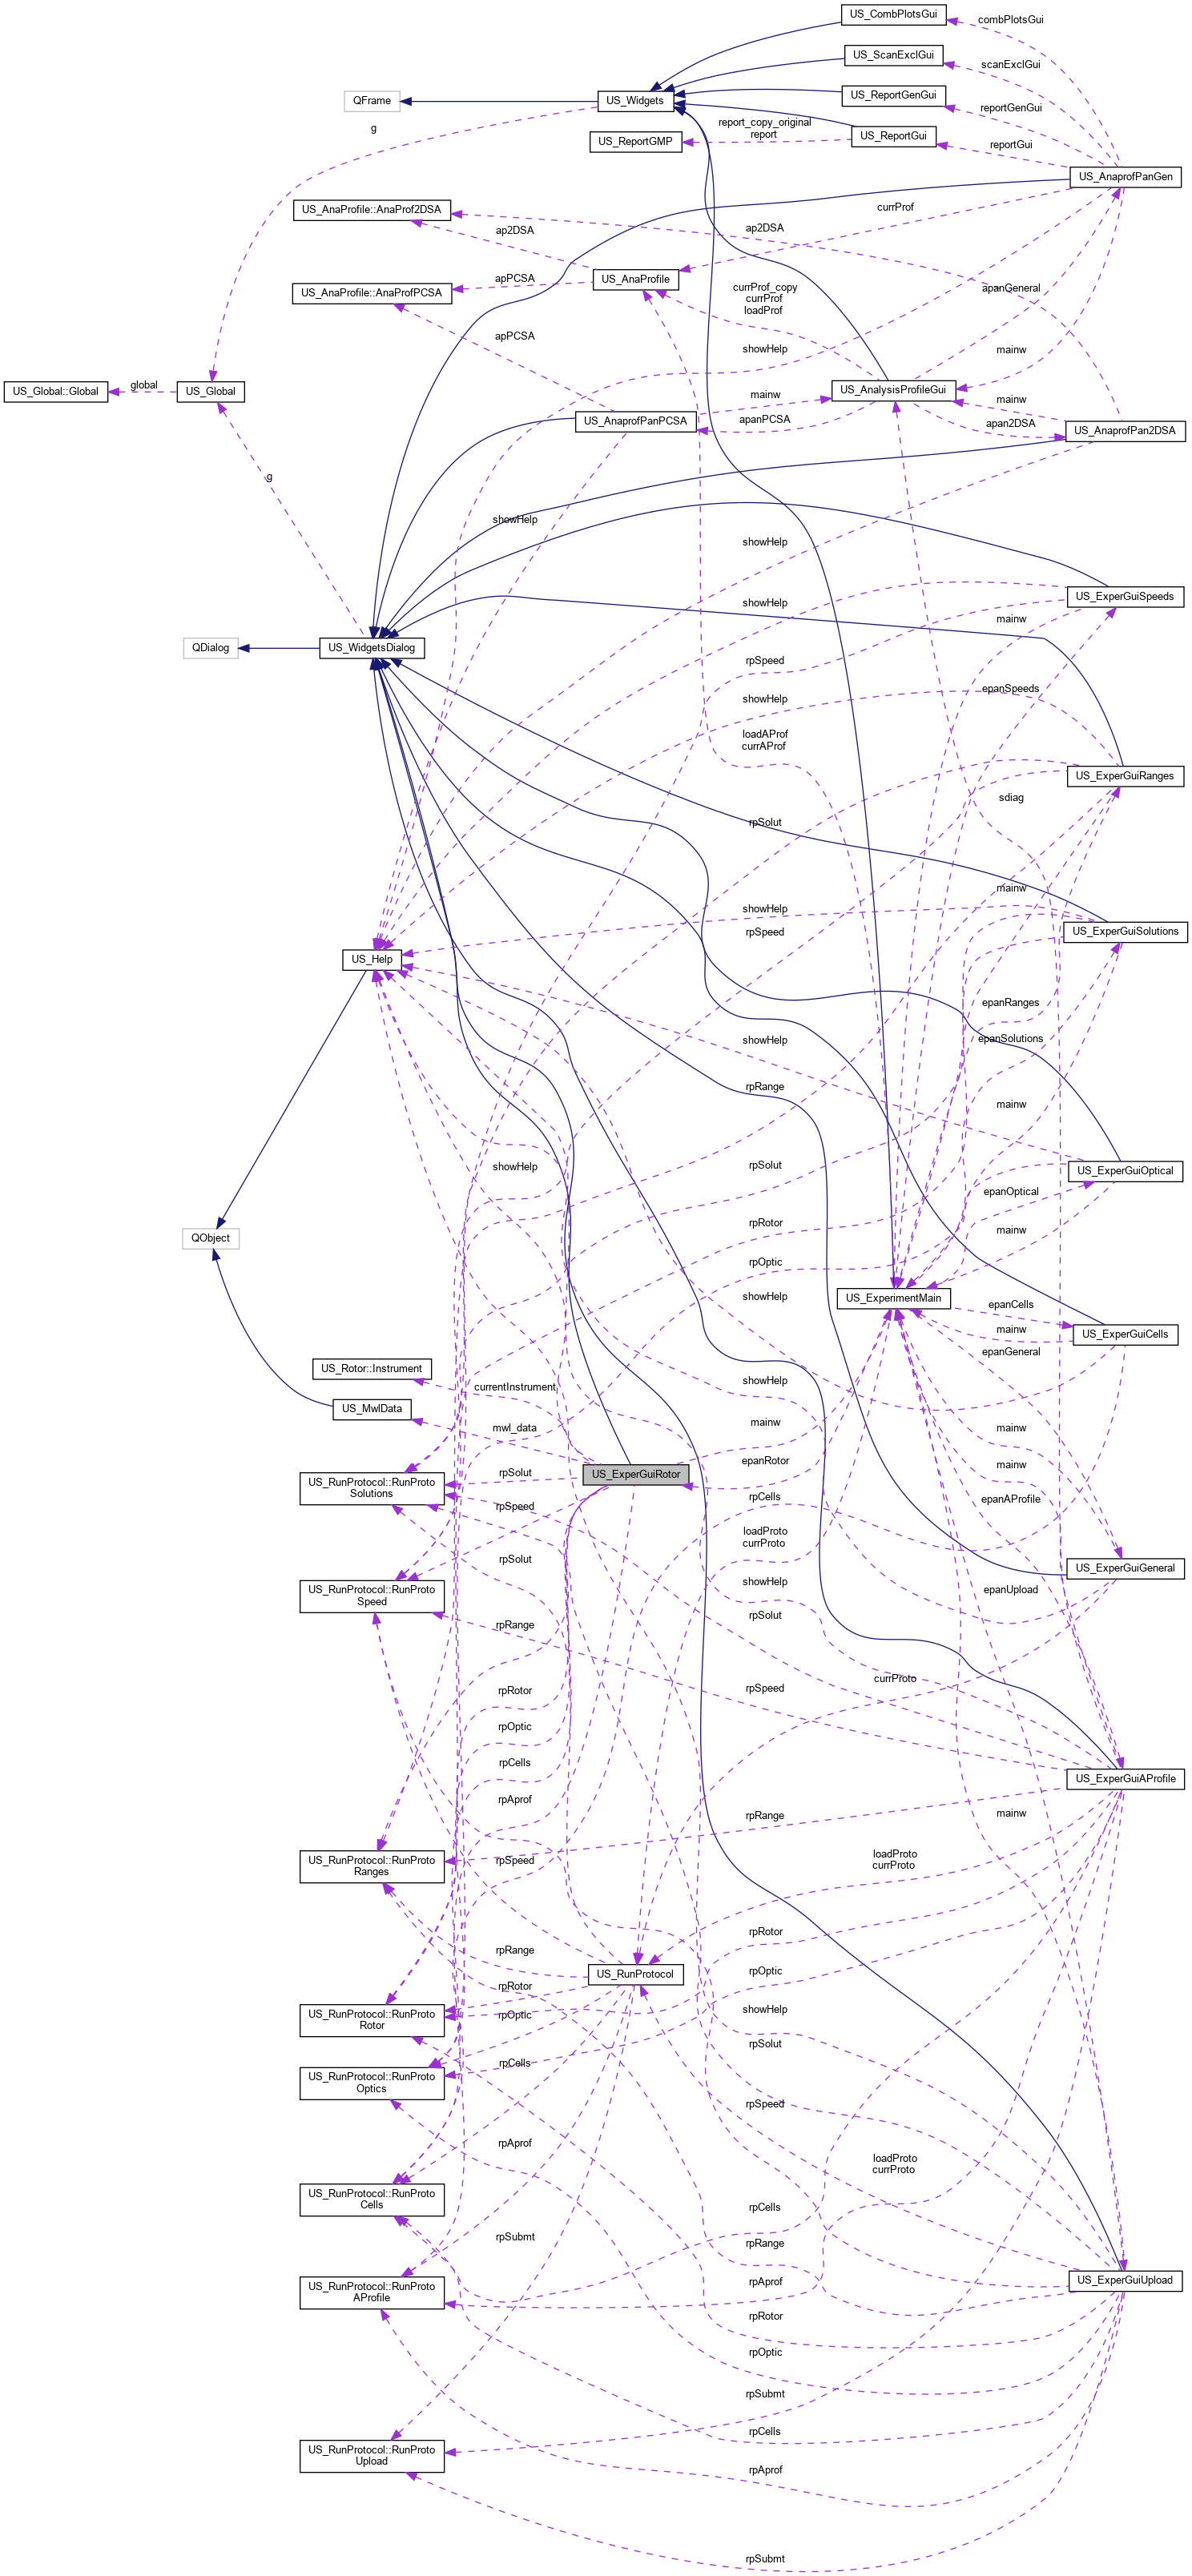 US_CombPlotsGui
combPlotsGui
US_ScanExclGui
scanExclGui
QFrame
US_Widgets
US_ReportGenGui
reportGenGui
g
US_ReportGMP
report_copy_original
report
US_ReportGui
reportGui
US_AnaprofPanGen
US_AnaProfile::AnaProf2DSA
currProf
ap2DSA
ap2DSA
US_AnaProfile
US_AnaProfile::AnaProfPCSA
apPCSA
currProf_copy
currProf
loadProf
apanGeneral
apPCSA
showHelp
mainw
US_Global::Global
global
US_Global
US_AnalysisProfileGui
mainw
mainw
US_AnaprofPanPCSA
apanPCSA
apan2DSA
US_AnaprofPan2DSA
g
showHelp
showHelp
US_ExperGuiSpeeds
showHelp
mainw
QDialog
US_WidgetsDialog
rpSpeed
epanSpeeds
showHelp
loadAProf
currAProf
US_ExperGuiRanges
sdiag
rpSolut
mainw
showHelp
rpSpeed
US_ExperGuiSolutions
US_Help
epanRanges
showHelp
epanSolutions
rpRange
mainw
showHelp
rpSolut
US_ExperGuiOptical
epanOptical
rpRotor
mainw
QObject
rpOptic
showHelp
US_ExperimentMain
epanCells
mainw
US_ExperGuiCells
epanGeneral
US_Rotor::Instrument
showHelp
currentInstrument
US_MwlData
mwl_data
mainw
mainw
epanRotor
mainw
US_RunProtocol::RunProto
Solutions
rpSolut
US_ExperGuiRotor
rpCells
epanAProfile
rpSpeed
loadProto
currProto
rpSolut
US_ExperGuiGeneral
showHelp
epanUpload
US_RunProtocol::RunProto
Speed
rpRange
rpSolut
currProto
rpRotor
rpSpeed
rpOptic
rpCells
US_ExperGuiAProfile
rpAprof
rpRange
mainw
US_RunProtocol::RunProto
Ranges
rpSpeed
loadProto
currProto
rpRotor
rpRange
US_RunProtocol
rpOptic
rpRotor
US_RunProtocol::RunProto
Rotor
rpOptic
showHelp
rpSolut
rpCells
US_RunProtocol::RunProto
Optics
rpSpeed
rpAprof
loadProto
currProto
US_RunProtocol::RunProto
Cells
rpCells
rpSubmt
rpRange
US_RunProtocol::RunProto
AProfile
rpAprof
US_ExperGuiUpload
rpRotor
rpOptic
rpSubmt
US_RunProtocol::RunProto
Upload
rpCells
rpAprof
rpSubmt